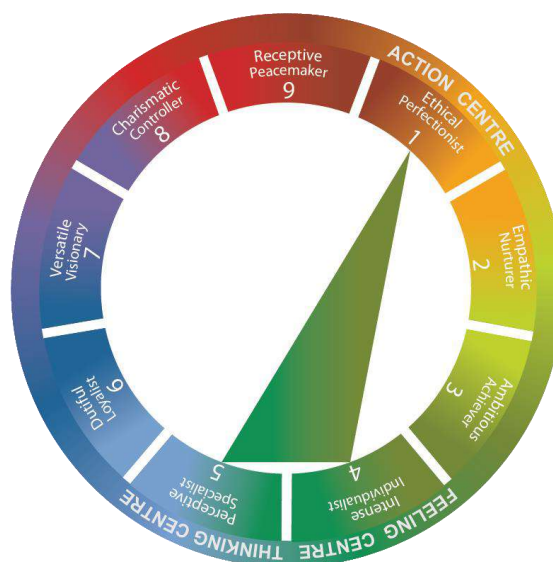 ACTION CENTRE
Receptive
Peacemaker
9
Ethical
Perfectionist
1
Empathic
Nurturer
2
Ambitious
Achiever
3
Intense
Individualist
4
FEELING CENTRE
Perceptive
Specialist
5
THINKING CENTRE
Dutiful
Loyalist
6
Versatile
Visionary
7
Charismatic
Controller
8